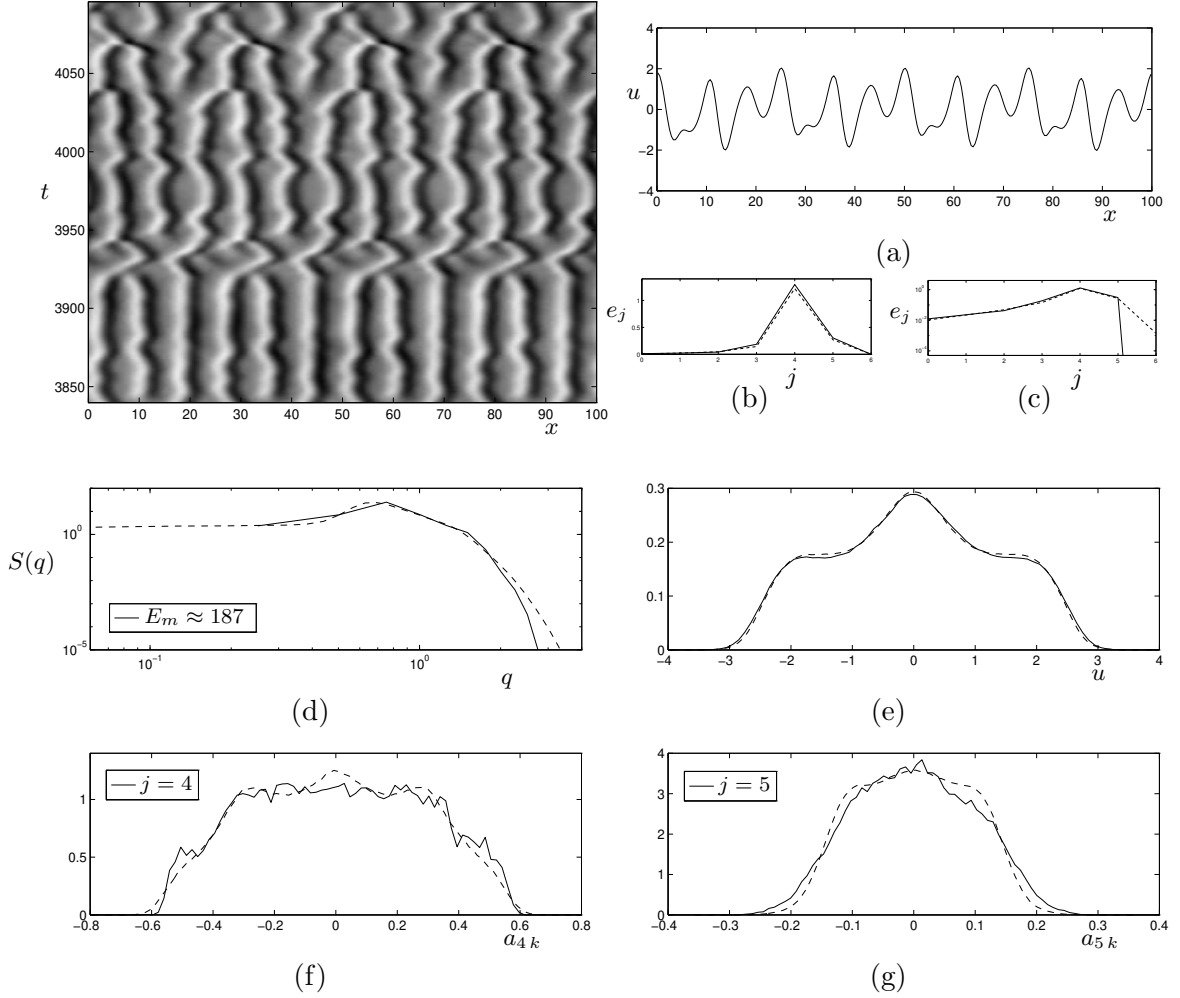 4050
4000
t
3950
3900
3850
0 10 20 30 40 50 60 70 80 90 100
x
4
2
u
0
−2
−4
0 10 20 30 40 50 60 70 80 90 100
x
(a)
1
0.5
0
e_j
0 1 2 3 4 5 6
j
(b)
e_j
0 1 2 3 4 5 6
j
(c)
10^0
S(q)
10^−5
E_m ≈ 187
10^−1 10^0
q
(d)
0.3
0.2
0.1
0
−4 −3 −2 −1 0 1 2 3 4
u
(e)
j = 4
1
0.5
0
−0.8 −0.6 −0.4 −0.2 0 0.2 0.4 0.6 0.8
a_{4 k}
(f)
j = 5
4
3
2
1
0
−0.4 −0.3 −0.2 −0.1 0 0.1 0.2 0.3 0.4
a_{5 k}
(g)